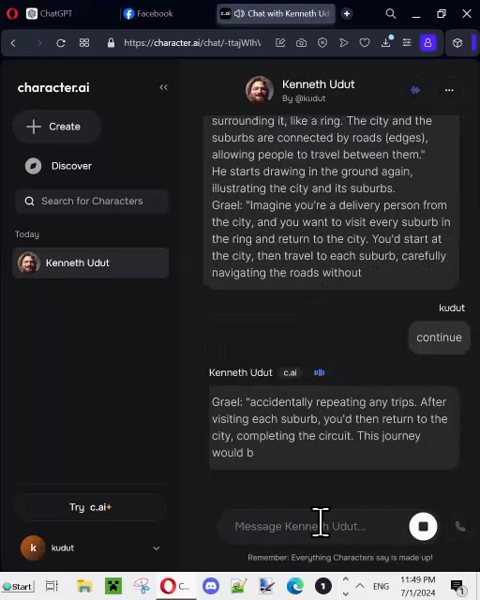 ChatGPT
Facebook
c.ai Chat with Kenneth Ud
https://character.ai/chat/-ttajWIhV
character.ai
Kenneth Udut
By @kudut
Create
Discover
Search for Characters
Today
Kenneth Udut
surrounding it, like a ring. The city and the
suburbs are connected by roads (edges),
allowing people to travel between them."
He starts drawing in the ground again,
illustrating the city and its suburbs.
Grael: "Imagine you're a delivery person from
the city, and you want to visit every suburb in
the ring and return to the city. You'd start at
the city, then travel to each suburb, carefully
navigating the roads without
kudut
continue
Kenneth Udut c.ai
Grael: "accidentally repeating any trips. After
visiting each suburb, you'd then return to the
city, completing the circuit. This journey
would b
Try c.ai+
k kudut
Message Kenneth Udut...
Remember: Everything Characters say is made up!
Start
C...
1
ENG
11:49 PM
7/1/2024